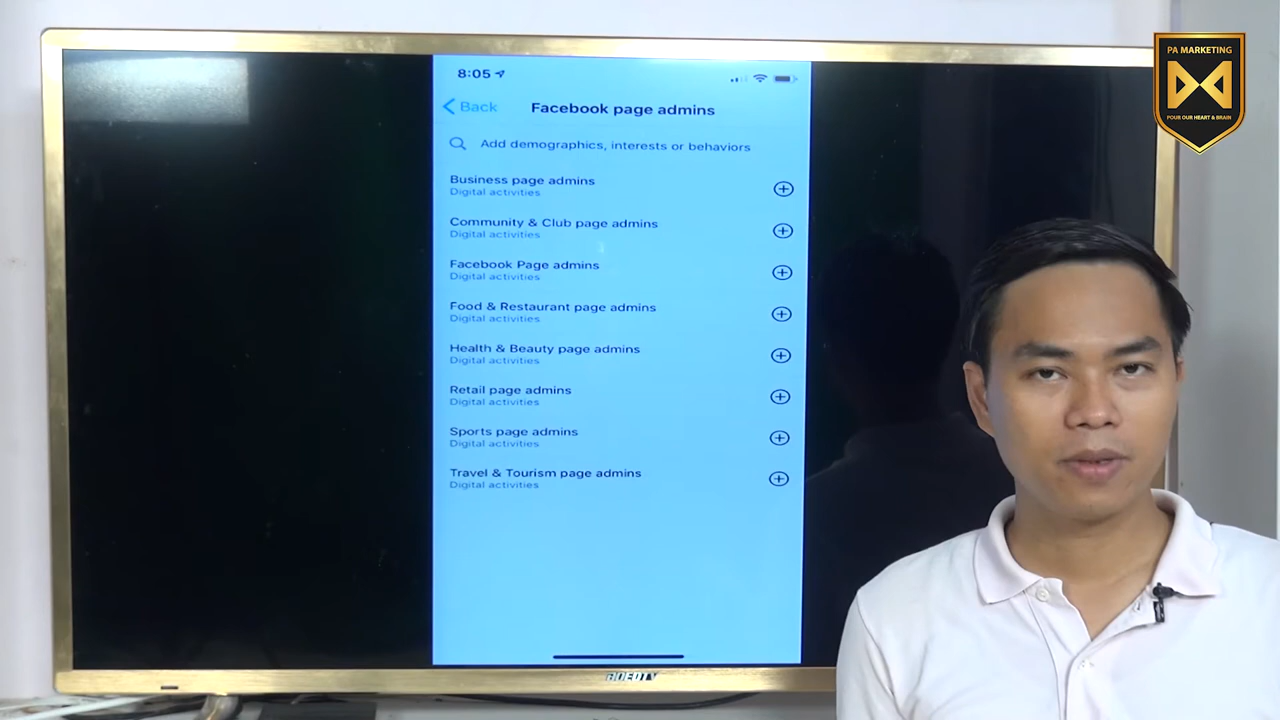 PA MARKETING
POUR OUR HEART & BRAIN
8:05
Back
Facebook page admins
Add demographics, interests or behaviors
Business page admins
Digital activities
Community & Club page admins
Digital activities
Facebook Page admins
Digital activities
Food & Restaurant page admins
Digital activities
Health & Beauty page admins
Digital activities
Retail page admins
Digital activities
Sports page admins
Digital activities
Travel & Tourism page admins
Digital activities